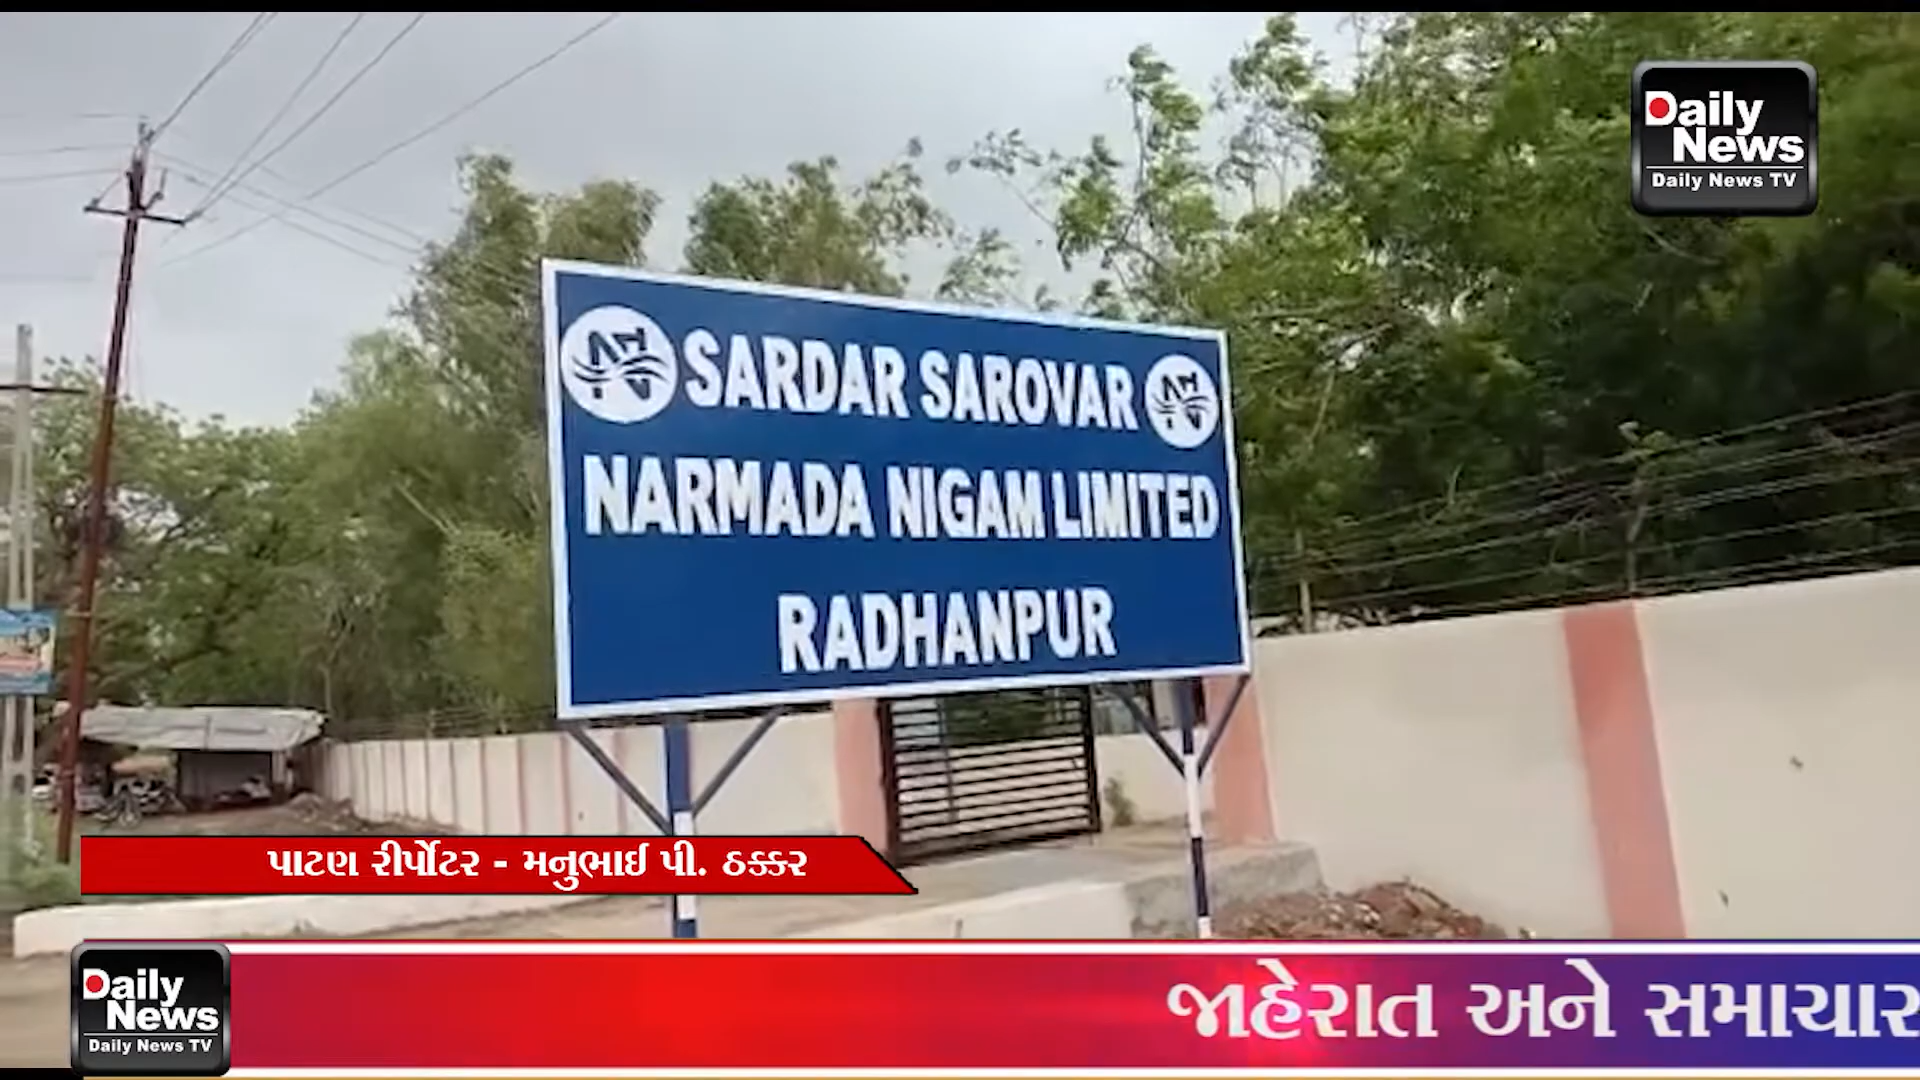 Daily
News
Daily News TV
SARDAR SAROVAR
NARMADA NIGAM LIMITED
RADHANPUR
પાટણ રીર્પોટર - મનુભાઈ પી. ઠક્કર
Daily
News
Daily News TV
જાહેરાત અને સમાચાર